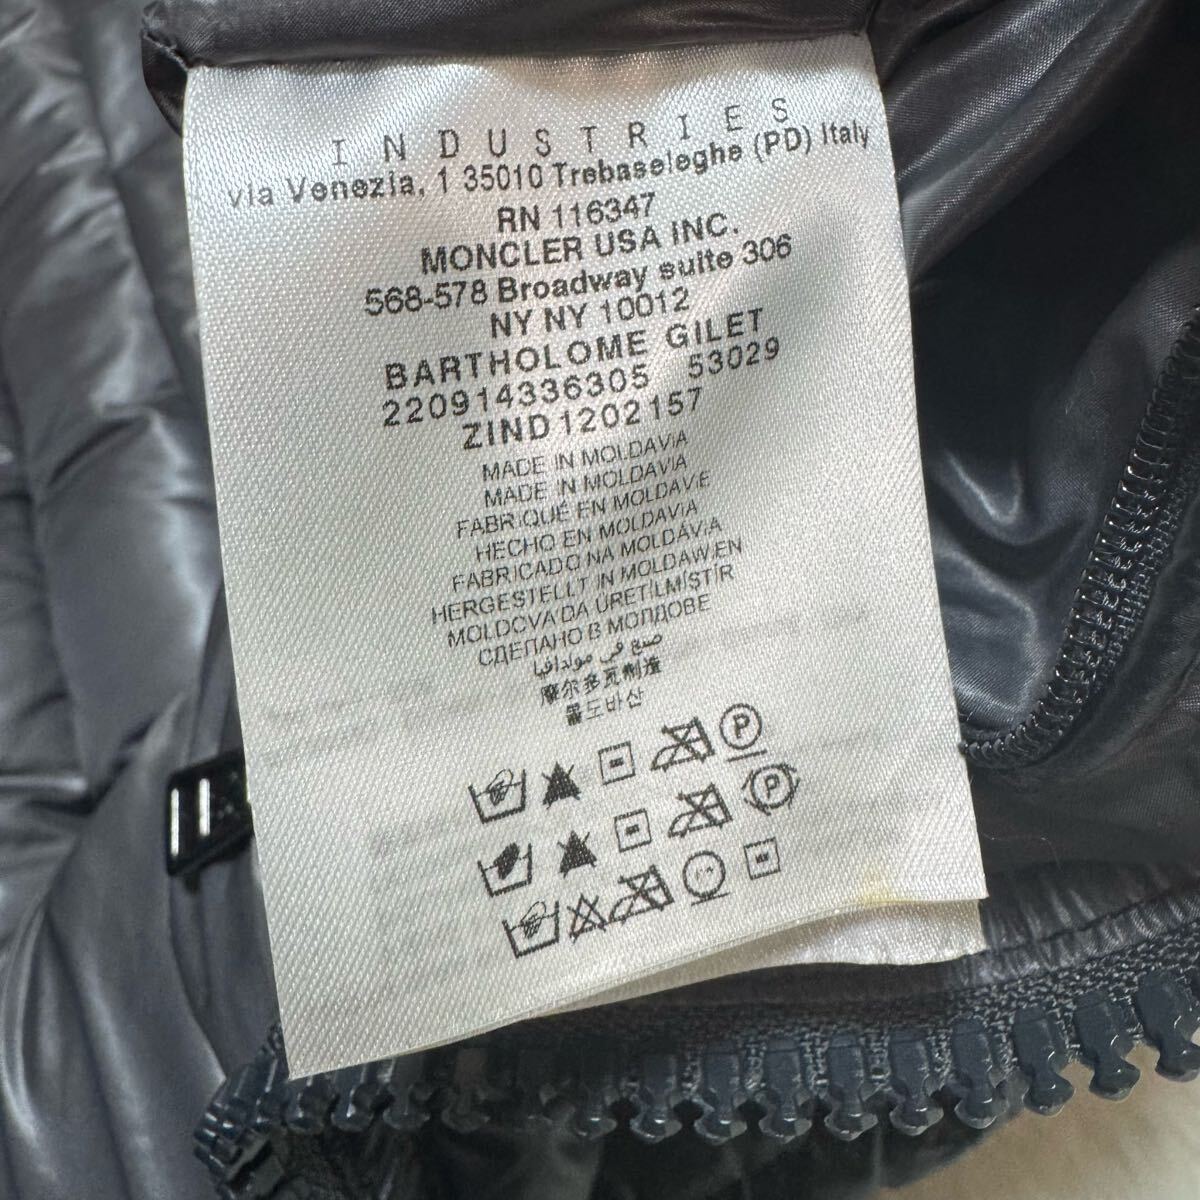 INDUSTRIES
via Venezia, 1 35010 Trebaseleghe (PD) Italy
RN 116347
MONCLER USA INC.
568-578 Broadway suite 306
NY NY 10012
BARTHOLOME GILET
220914336305 53029
ZIND1202157
MADE IN MOLDAVIA
MADE IN MOLDAVIA
FABRIQUÉ EN MOLDAVIE
HECHO EN MOLDAVIA
FABRICADO NA MOLDÁVIA
HERGESTELLT IN MOLDAWIEN
MOLDOVA'DA ÜRETİLMİŞTİR
СДЕЛАНО В МОЛДОВЕ
صنع في مولدافيا
摩尔多瓦制造
몰도바산
P
P